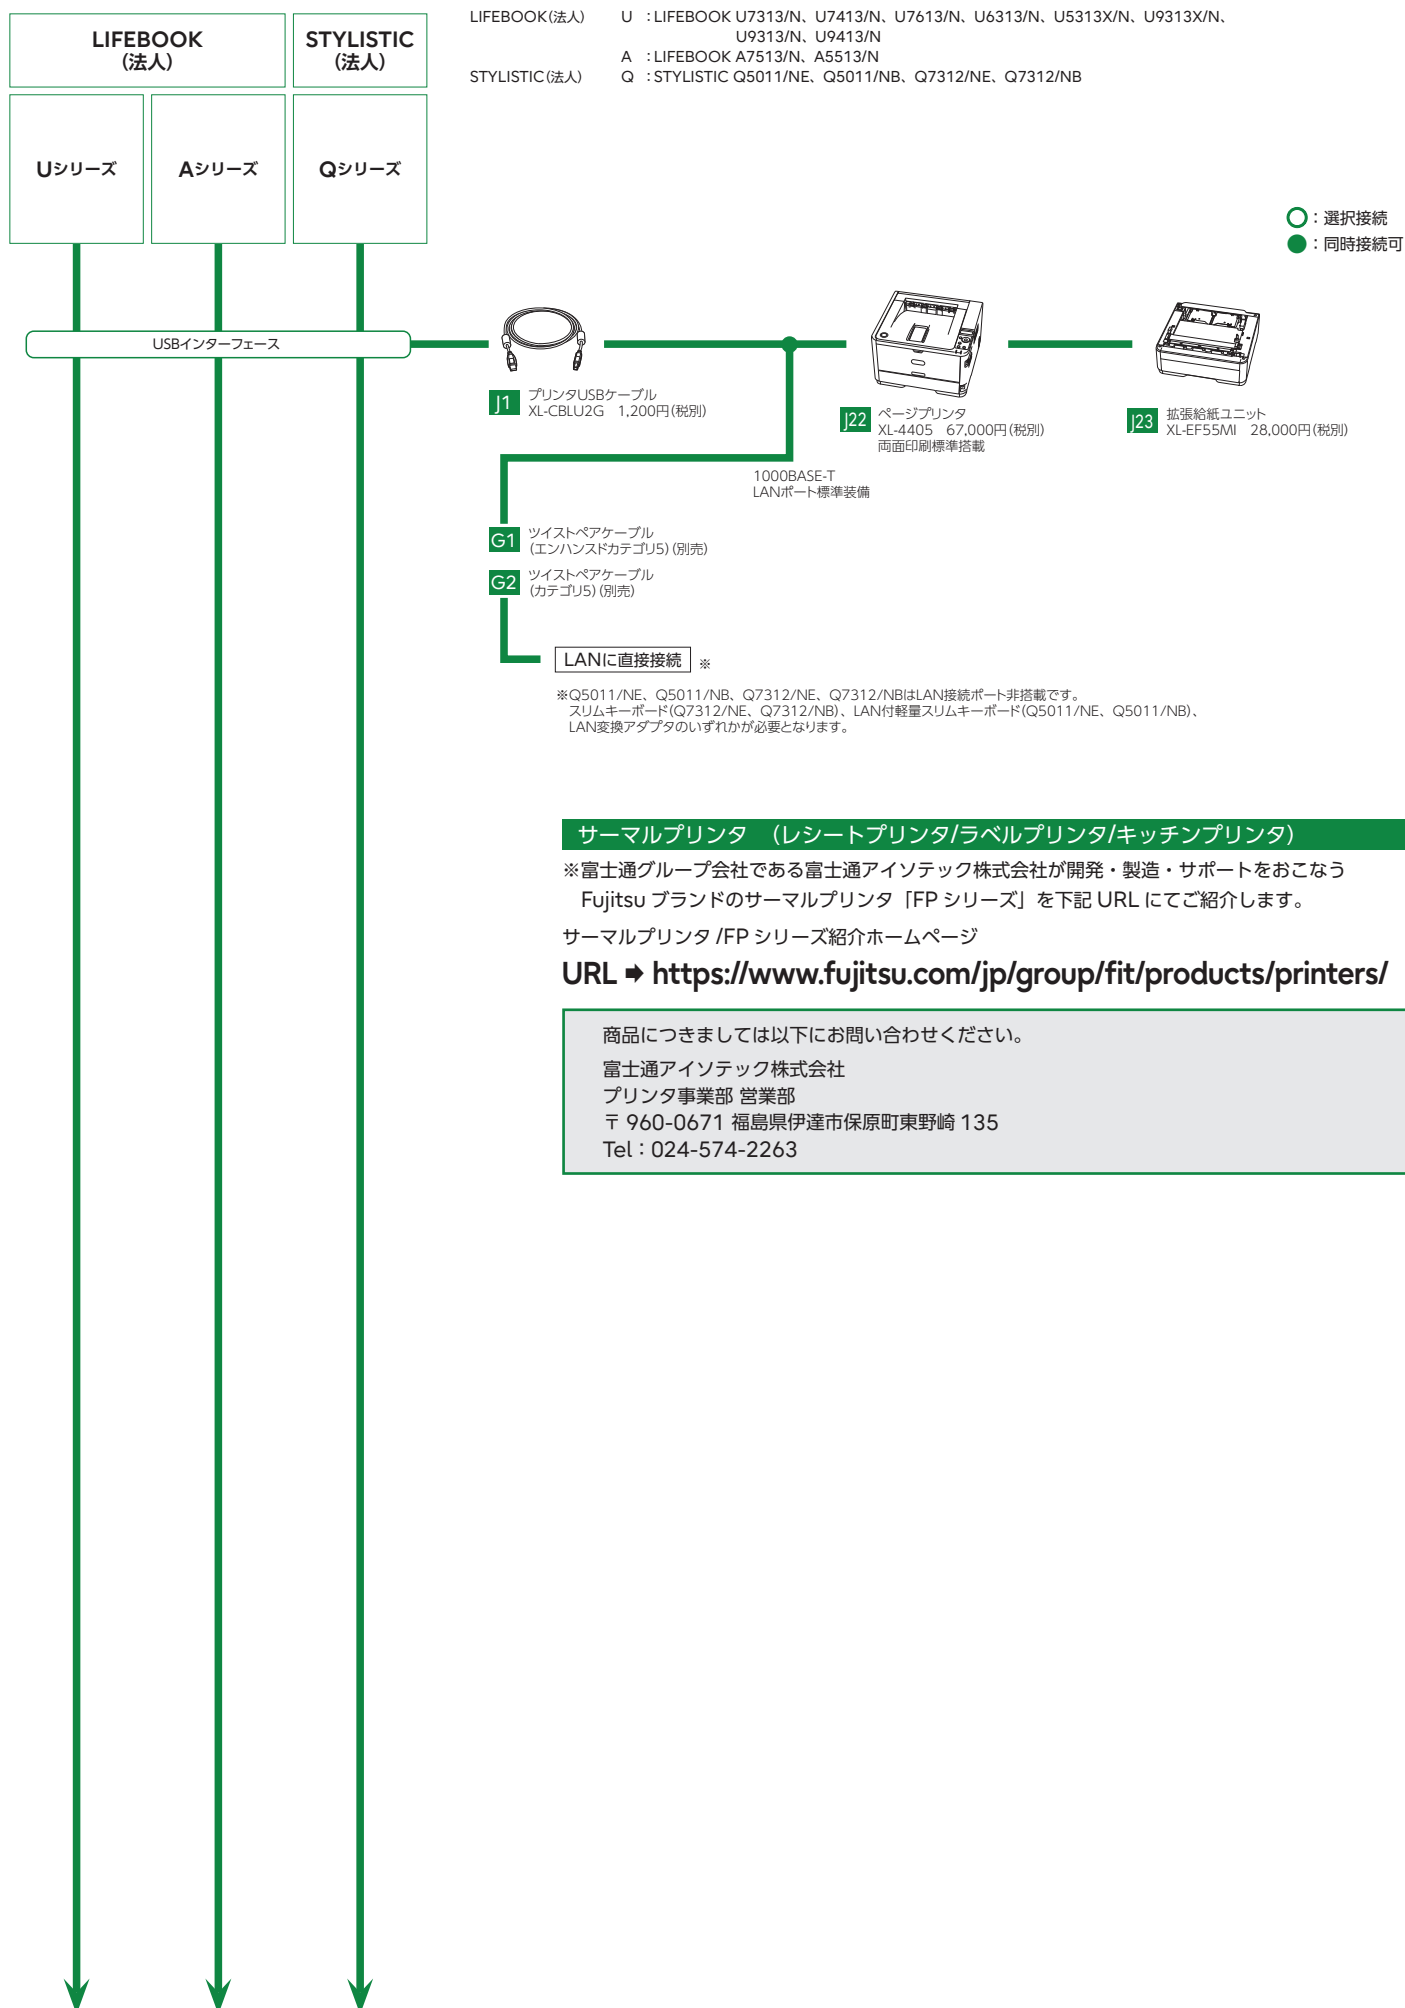 LIFEBOOK
(法人)
STYLISTIC
(法人)
LIFEBOOK(法人) U :LIFEBOOK U7313/N、U7413/N、U7613/N、U6313/N、U5313X/N、U9313X/N、
U9313/N、U9413/N
A :LIFEBOOK A7513/N、A5513/N
STYLISTIC(法人) Q :STYLISTIC Q5011/NE、Q5011/NB、Q7312/NE、Q7312/NB
Uシリーズ
Aシリーズ
Qシリーズ
:選択接続
:同時接続可
USBインターフェース
J1 プリンタUSBケーブル
XL-CBLU2G 1,200円(税別)
J22 ページプリンタ
XL-4405 67,000円(税別)
両面印刷標準搭載
J23 拡張給紙ユニット
XL-EF55MI 28,000円(税別)
1000BASE-T
LANポート標準装備
G1 ツイストペアケーブル
(エンハンスドカテゴリ5)(別売)
G2 ツイストペアケーブル
(カテゴリ5)(別売)
LANに直接接続 ※
※Q5011/NE、Q5011/NB、Q7312/NE、Q7312/NBはLAN接続ポート非搭載です。
スリムキーボード(Q7312/NE、Q7312/NB)、LAN付軽量スリムキーボード(Q5011/NE、Q5011/NB)、
LAN変換アダプタのいずれかが必要となります。
サーマルプリンタ (レシートプリンタ/ラベルプリンタ/キッチンプリンタ)
※富士通グループ会社である富士通アイソテック株式会社が開発・製造・サポートをおこなう
Fujitsu ブランドのサーマルプリンタ「FP シリーズ」を下記 URL にてご紹介します。
サーマルプリンタ /FP シリーズ紹介ホームページ
URL ➡ https://www.fujitsu.com/jp/group/fit/products/printers/
商品につきましては以下にお問い合わせください。
富士通アイソテック株式会社
プリンタ事業部 営業部
〒 960-0671 福島県伊達市保原町東野崎 135
Tel:024-574-2263